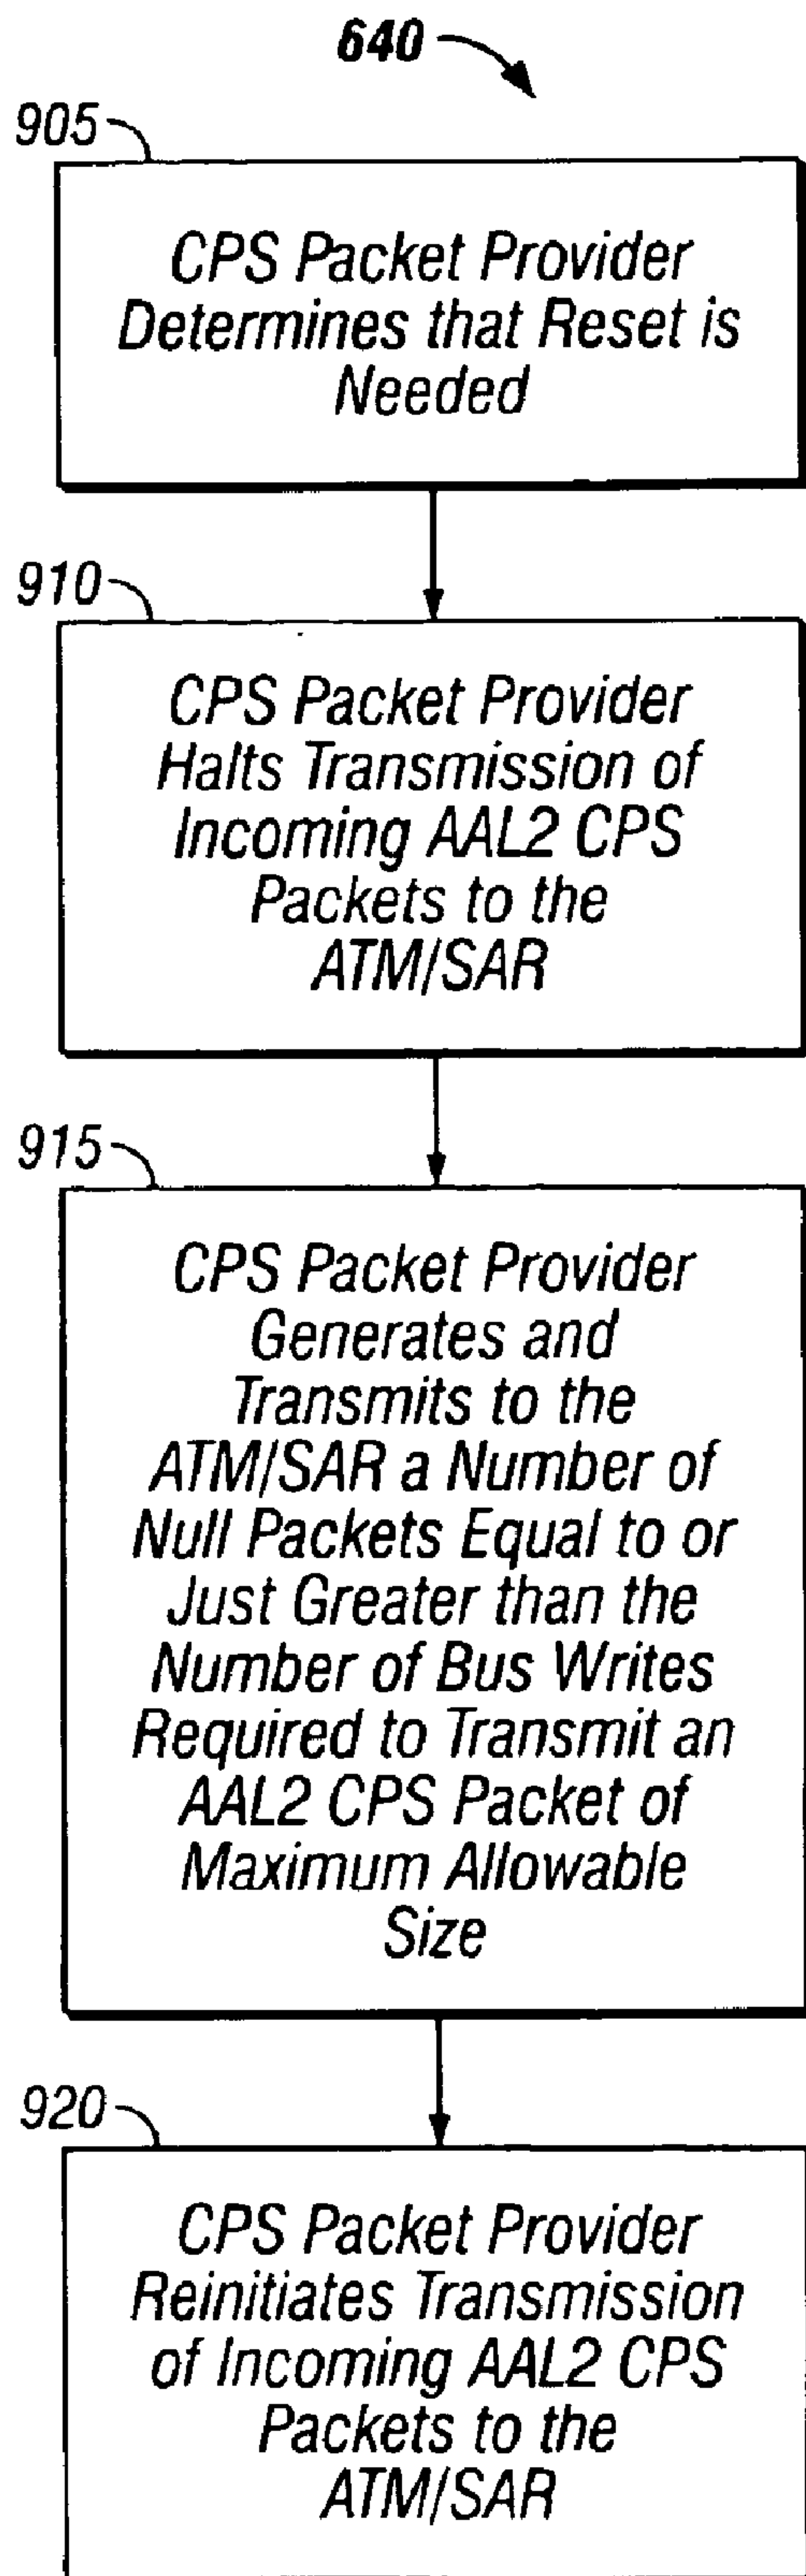 640
905
CPS Packet Provider
Determines that Reset is
Needed
910
CPS Packet Provider
Halts Transmission of
Incoming AAL2 CPS
Packets to the
ATM/SAR
915
CPS Packet Provider
Generates and
Transmits to the
ATM/SAR a Number of
Null Packets Equal to or
Just Greater than the
Number of Bus Writes
Required to Transmit an
AAL2 CPS Packet of
Maximum Allowable
Size
920
CPS Packet Provider
Reinitiates Transmission
of Incoming AAL2 CPS
Packets to the
ATM/SAR